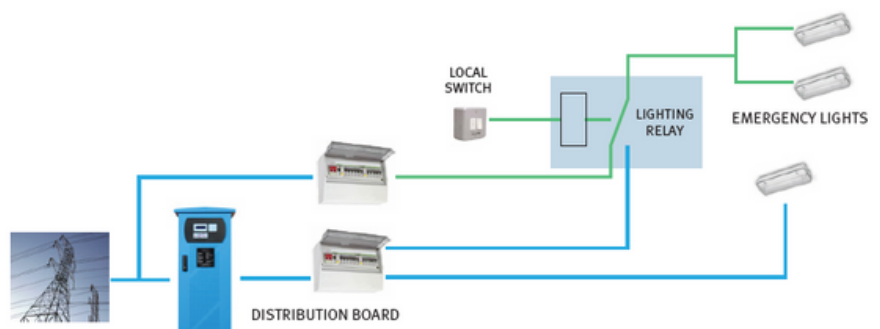 LOCAL
SWITCH
LIGHTING
RELAY
EMERGENCY LIGHTS
DISTRIBUTION BOARD